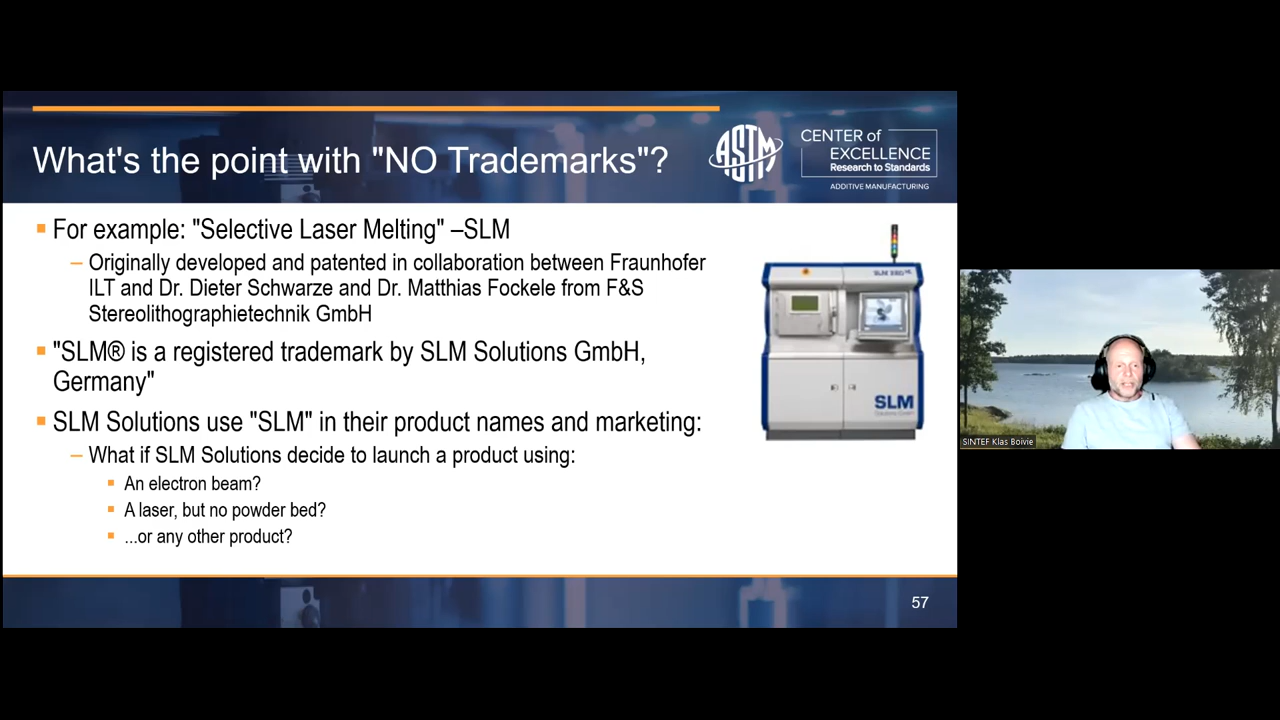 What's the point with "NO Trademarks"?
ASTM
CENTER of
EXCELLENCE
Research to Standards
ADDITIVE MANUFACTURING
For example: "Selective Laser Melting" –SLM
– Originally developed and patented in collaboration between Fraunhofer
ILT and Dr. Dieter Schwarze and Dr. Matthias Fockele from F&S
Stereolithographietechnik GmbH
"SLM® is a registered trademark by SLM Solutions GmbH,
Germany"
SLM Solutions use "SLM" in their product names and marketing:
– What if SLM Solutions decide to launch a product using:
An electron beam?
A laser, but no powder bed?
...or any other product?
SLM
57
SINTEF Klas Boivie